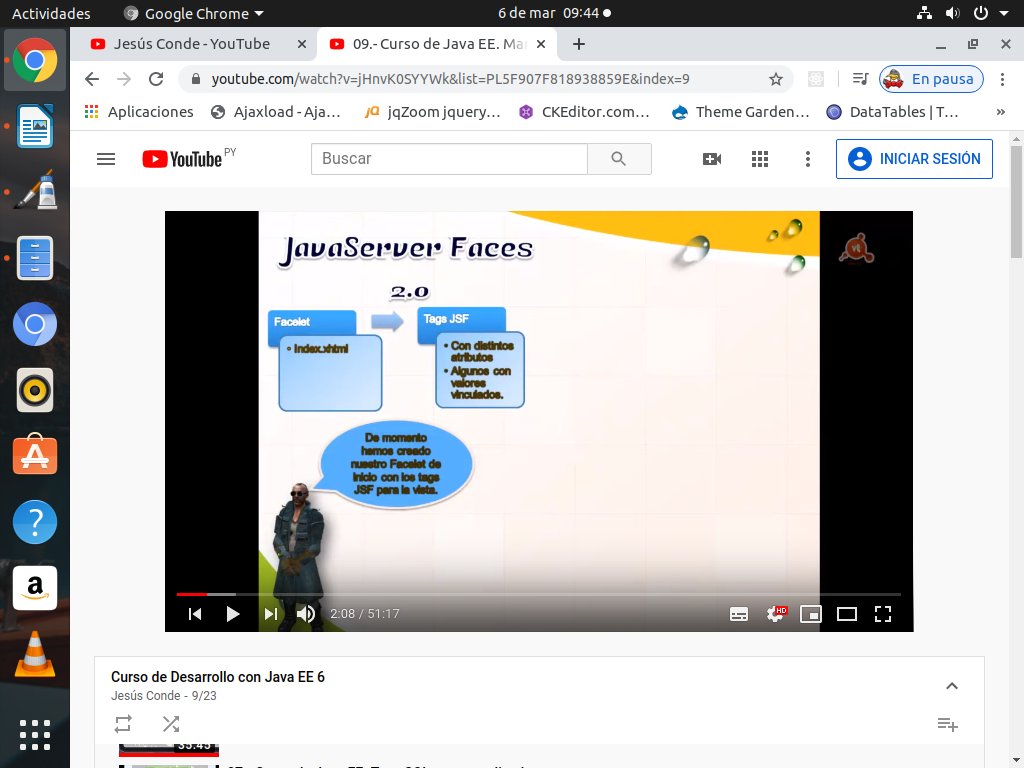 Actividades
Google Chrome
6 de mar 09:44
Jesús Conde - YouTube
09.- Curso de Java EE. Ma
youtube.com/watch?v=jHnvK0SYYWk&list=PL5F907F818938859E&index=9
En pausa
Aplicaciones
Ajaxload - Aja…
jqZoom jquery…
CKEditor.com…
Theme Garden…
DataTables | T…
»
YouTube PY
Buscar
INICIAR SESIÓN
JavaServer Faces
2.0
vt
Facelet
• Index.xhtml
Tags JSF
• Con distintos
atributos
• Algunos con
valores
vinculados.
De momento
hemos creado
nuestro Facelet de
inicio con los tags
JSF para la vista.
2:08 / 51:17
HD
Curso de Desarrollo con Java EE 6
Jesús Conde - 9/23
a
?